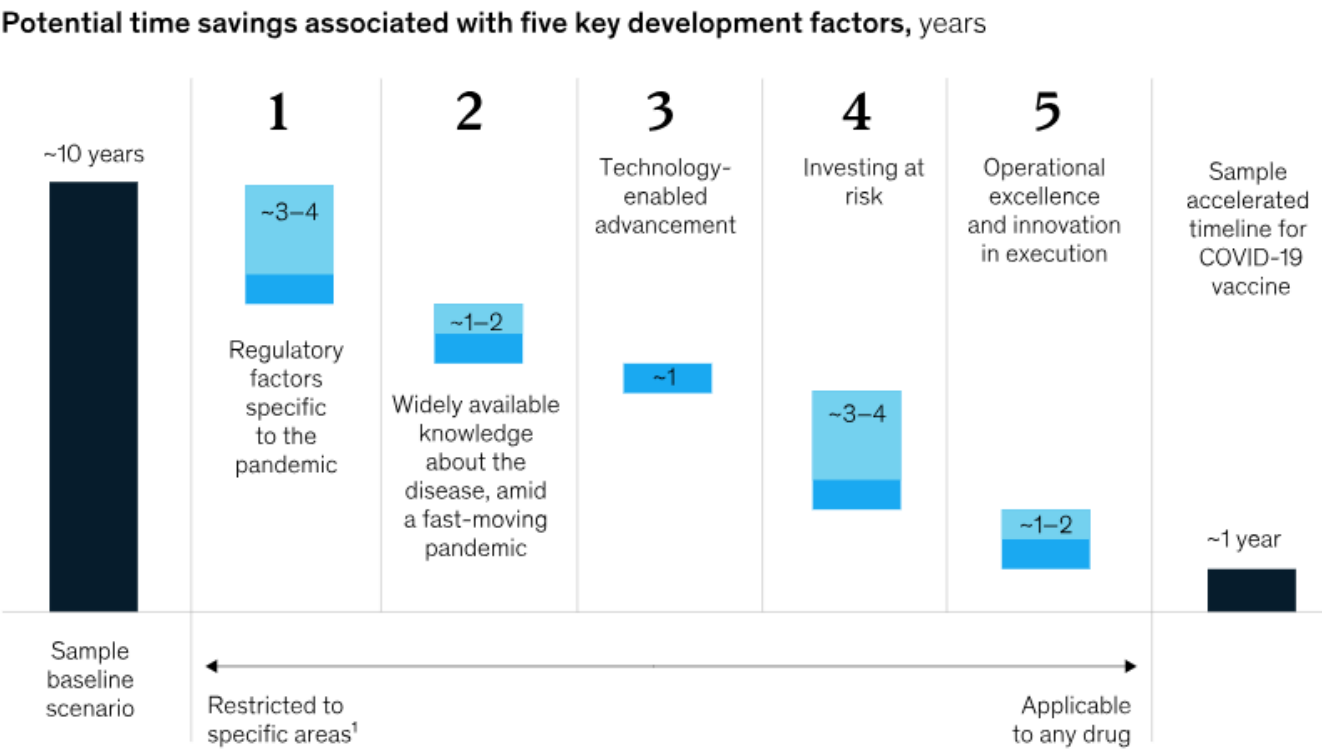 Potential time savings associated with five key development factors, years
~10 years
Sample
baseline
scenario
1
~3–4
Regulatory
factors
specific
to the
pandemic
2
~1–2
Widely available
knowledge
about the
disease, amid
a fast-moving
pandemic
3
Technology-
enabled
advancement
~1
4
Investing at
risk
~3–4
5
Operational
excellence
and innovation
in execution
~1–2
Sample
accelerated
timeline for
COVID-19
vaccine
~1 year
Restricted to
specific areas¹
Applicable
to any drug